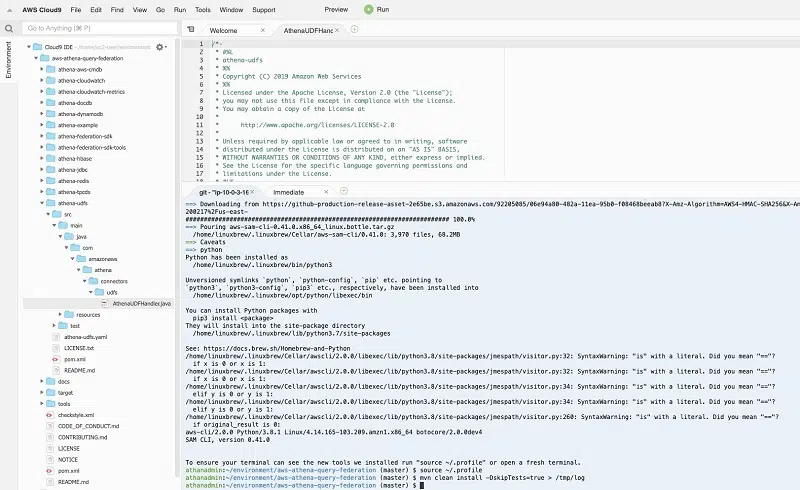 AWS Cloud9 File Edit Find View Go Run Tools Window Support Preview Run
Go to Anything (⌘ P)
Environment
Cloud9 IDE - /home/ec2-user/environment
aws-athena-query-federation
athena-aws-cmdb
athena-cloudwatch
athena-cloudwatch-metrics
athena-docdb
athena-dynamodb
athena-example
athena-federation-sdk
athena-federation-sdk-tools
athena-hbase
athena-jdbc
athena-redis
athena-tpcds
athena-udfs
src
main
java
com
amazonaws
athena
connectors
udfs
AthenaUDFHandler.java
resources
test
athena-udfs.yaml
LICENSE.txt
pom.xml
README.md
docs
target
tools
checkstyle.xml
CODE_OF_CONDUCT.md
CONTRIBUTING.md
LICENSE
NOTICE
pom.xml
README.md
Welcome AthenaUDFHanc
1 /*-
2 * #%L
3 * athena-udfs
4 * %%
5 * Copyright (C) 2019 Amazon Web Services
6 * %%
7 * Licensed under the Apache License, Version 2.0 (the "License");
8 * you may not use this file except in compliance with the License.
9 * You may obtain a copy of the License at
10 *
11 * http://www.apache.org/licenses/LICENSE-2.0
12 *
13 * Unless required by applicable law or agreed to in writing, software
14 * distributed under the License is distributed on an "AS IS" BASIS,
15 * WITHOUT WARRANTIES OR CONDITIONS OF ANY KIND, either express or implied.
16 * See the License for the specific language governing permissions and
17 * limitations under the License.
18 * #L%
git - "ip-10-0-3-16 Immediate
==> Downloading from https://github-production-release-asset-2e65be.s3.amazonaws.com/92205085/06e94a80-482a-11ea-95b0-f08468beeab8?X-Amz-Algorithm=AWS4-HMAC-SHA256&X-Am
200217%2Fus-east-
######################################################################## 100.0%
==> Pouring aws-sam-cli-0.41.0.x86_64_linux.bottle.tar.gz
/home/linuxbrew/.linuxbrew/Cellar/aws-sam-cli/0.41.0: 3,970 files, 68.2MB
==> Caveats
==> python
Python has been installed as
/home/linuxbrew/.linuxbrew/bin/python3
Unversioned symlinks `python`, `python-config`, `pip` etc. pointing to
`python3`, `python3-config`, `pip3` etc., respectively, have been installed into
/home/linuxbrew/.linuxbrew/opt/python/libexec/bin
You can install Python packages with
pip3 install <package>
They will install into the site-package directory
/home/linuxbrew/.linuxbrew/lib/python3.7/site-packages
See: https://docs.brew.sh/Homebrew-and-Python
/home/linuxbrew/.linuxbrew/Cellar/awscli/2.0.0/libexec/lib/python3.8/site-packages/jmespath/visitor.py:32: SyntaxWarning: "is" with a literal. Did you mean "=="?
if x is 0 or x is 1:
/home/linuxbrew/.linuxbrew/Cellar/awscli/2.0.0/libexec/lib/python3.8/site-packages/jmespath/visitor.py:32: SyntaxWarning: "is" with a literal. Did you mean "=="?
if x is 0 or x is 1:
/home/linuxbrew/.linuxbrew/Cellar/awscli/2.0.0/libexec/lib/python3.8/site-packages/jmespath/visitor.py:34: SyntaxWarning: "is" with a literal. Did you mean "=="?
elif y is 0 or y is 1:
/home/linuxbrew/.linuxbrew/Cellar/awscli/2.0.0/libexec/lib/python3.8/site-packages/jmespath/visitor.py:34: SyntaxWarning: "is" with a literal. Did you mean "=="?
elif y is 0 or y is 1:
/home/linuxbrew/.linuxbrew/Cellar/awscli/2.0.0/libexec/lib/python3.8/site-packages/jmespath/visitor.py:260: SyntaxWarning: "is" with a literal. Did you mean "=="?
if original_result is 0:
aws-cli/2.0.0 Python/3.8.1 Linux/4.14.165-103.209.amzn1.x86_64 botocore/2.0.0dev4
SAM CLI, version 0.41.0
To ensure your terminal can see the new tools we installed run "source ~/.profile" or open a fresh terminal.
athanadmin:~/environment/aws-athena-query-federation (master) $ source ~/.profile
athanadmin:~/environment/aws-athena-query-federation (master) $ mvn clean install -DskipTests=true > /tmp/log
athanadmin:~/environment/aws-athena-query-federation (master) $